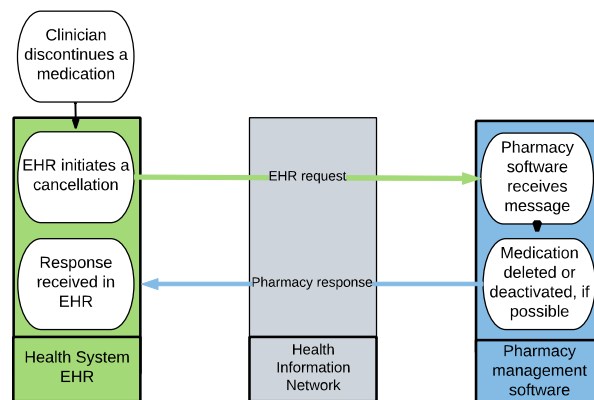 Clinician
discontinues a
medication
EHR initiates a
cancellation
EHR request
Pharmacy
software
receives
message
Response
received in
EHR
Pharmacy response
Medication
deleted or
deactivated, if
possible
Health System
EHR
Health
Information
Network
Pharmacy
management
software